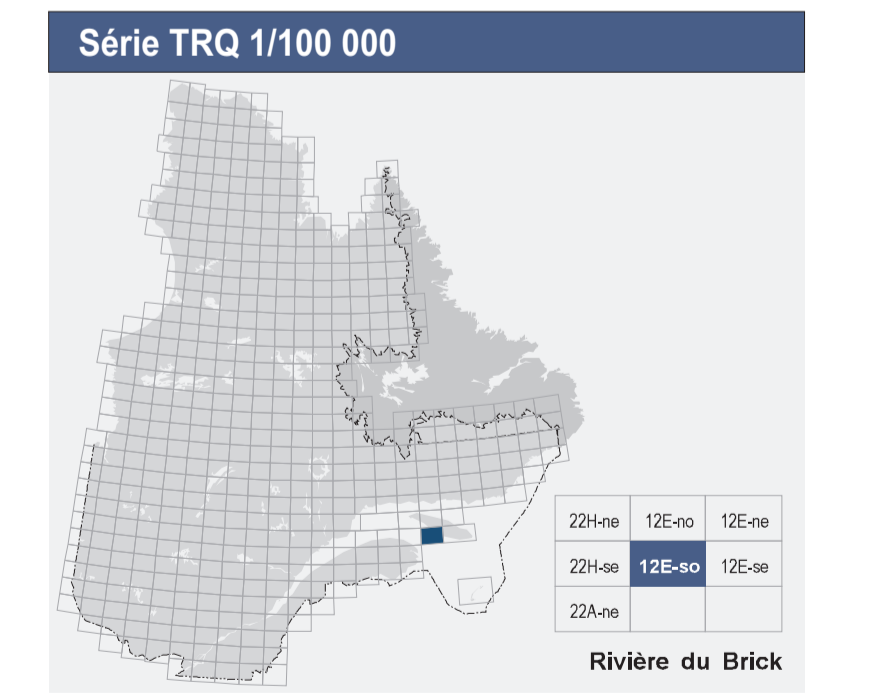 Série TRQ 1/100 000
22H-ne 12E-no 12E-ne
22H-se 12E-so 12E-se
22A-ne
Rivière du Brick